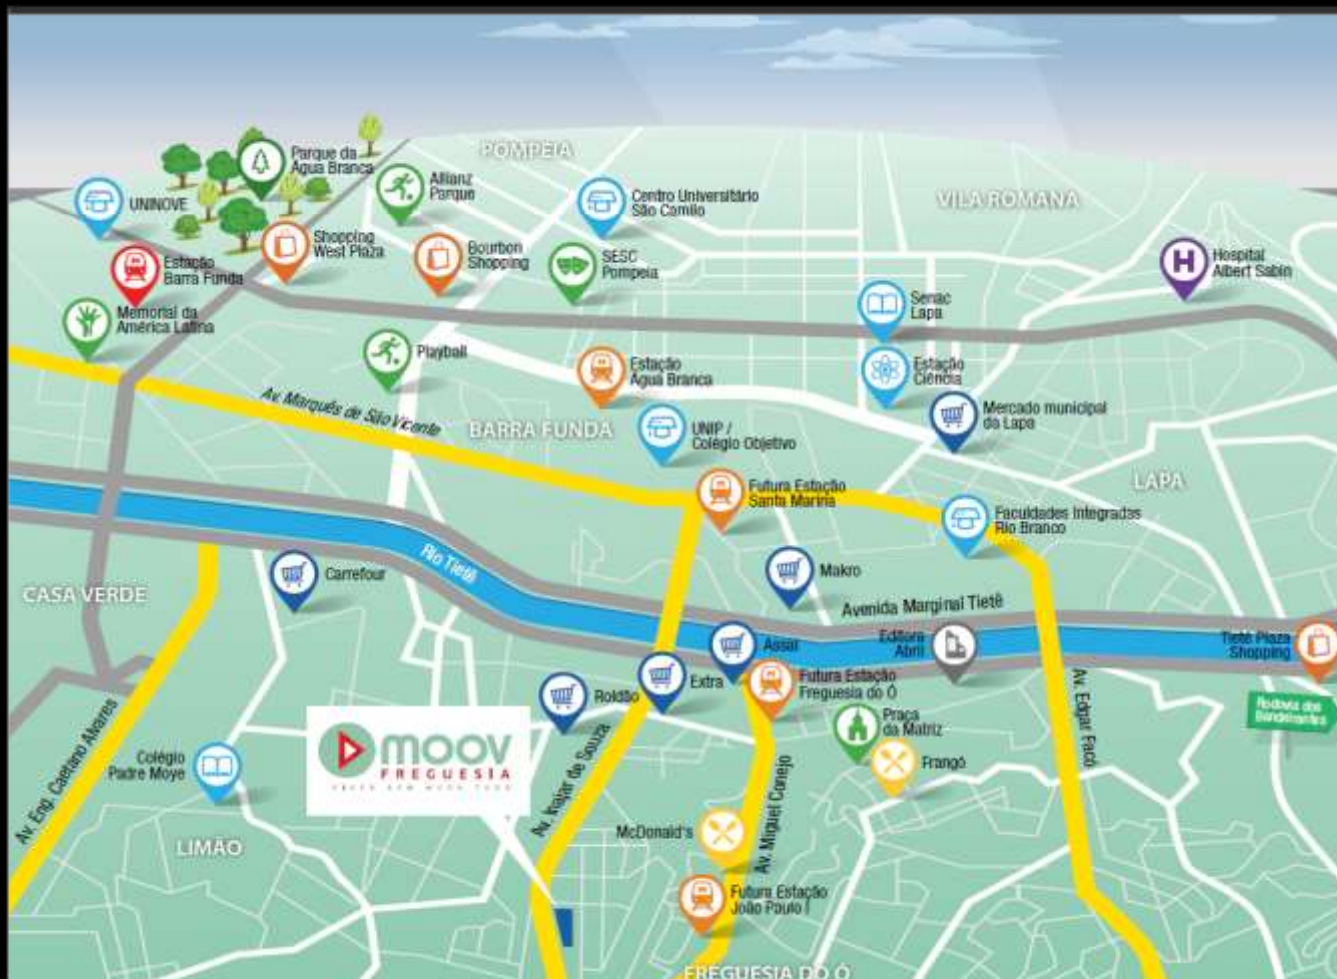 POMPEIA
Parque da
Água Branca
Allianz
Parque
UNINOVE
Centro Universitário
São Camilo
VILA ROMANA
Shopping
West Plaza
Bourbon
Shopping
SESC
Pompeia
Hospital
Albert Sabin
H
Estação
Barra Funda
Memorial da
América Latina
Senac
Lapa
Playball
Estação
Água Branca
Estação
Ciência
Av. Marquês de São Vicente
BARRA FUNDA
UNIP /
Colégio Objetivo
Mercado municipal
da Lapa
LAPA
Futura Estação
Santa Marina
Faculdades Integradas
Rio Branco
Rio Tietê
Carrefour
Makro
CASA VERDE
Avenida Marginal Tietê
Assaí
Editora
Abril
Tietê Plaza
Shopping
Extra
Roldão
Futura Estação
Freguesia do Ó
Praça
da Matriz
Rodovia dos
Bandeirantes
Av. Eng. Caetano Alvares
Colégio
Padre Moye
moov
FREGUESIA
Av. Inajar de Souza
Frangó
Av. Edgar Facó
McDonald's
Av. Miguel Conejo
LIMÃO
Futura Estação
João Paulo I
FREGUESIA DO Ó